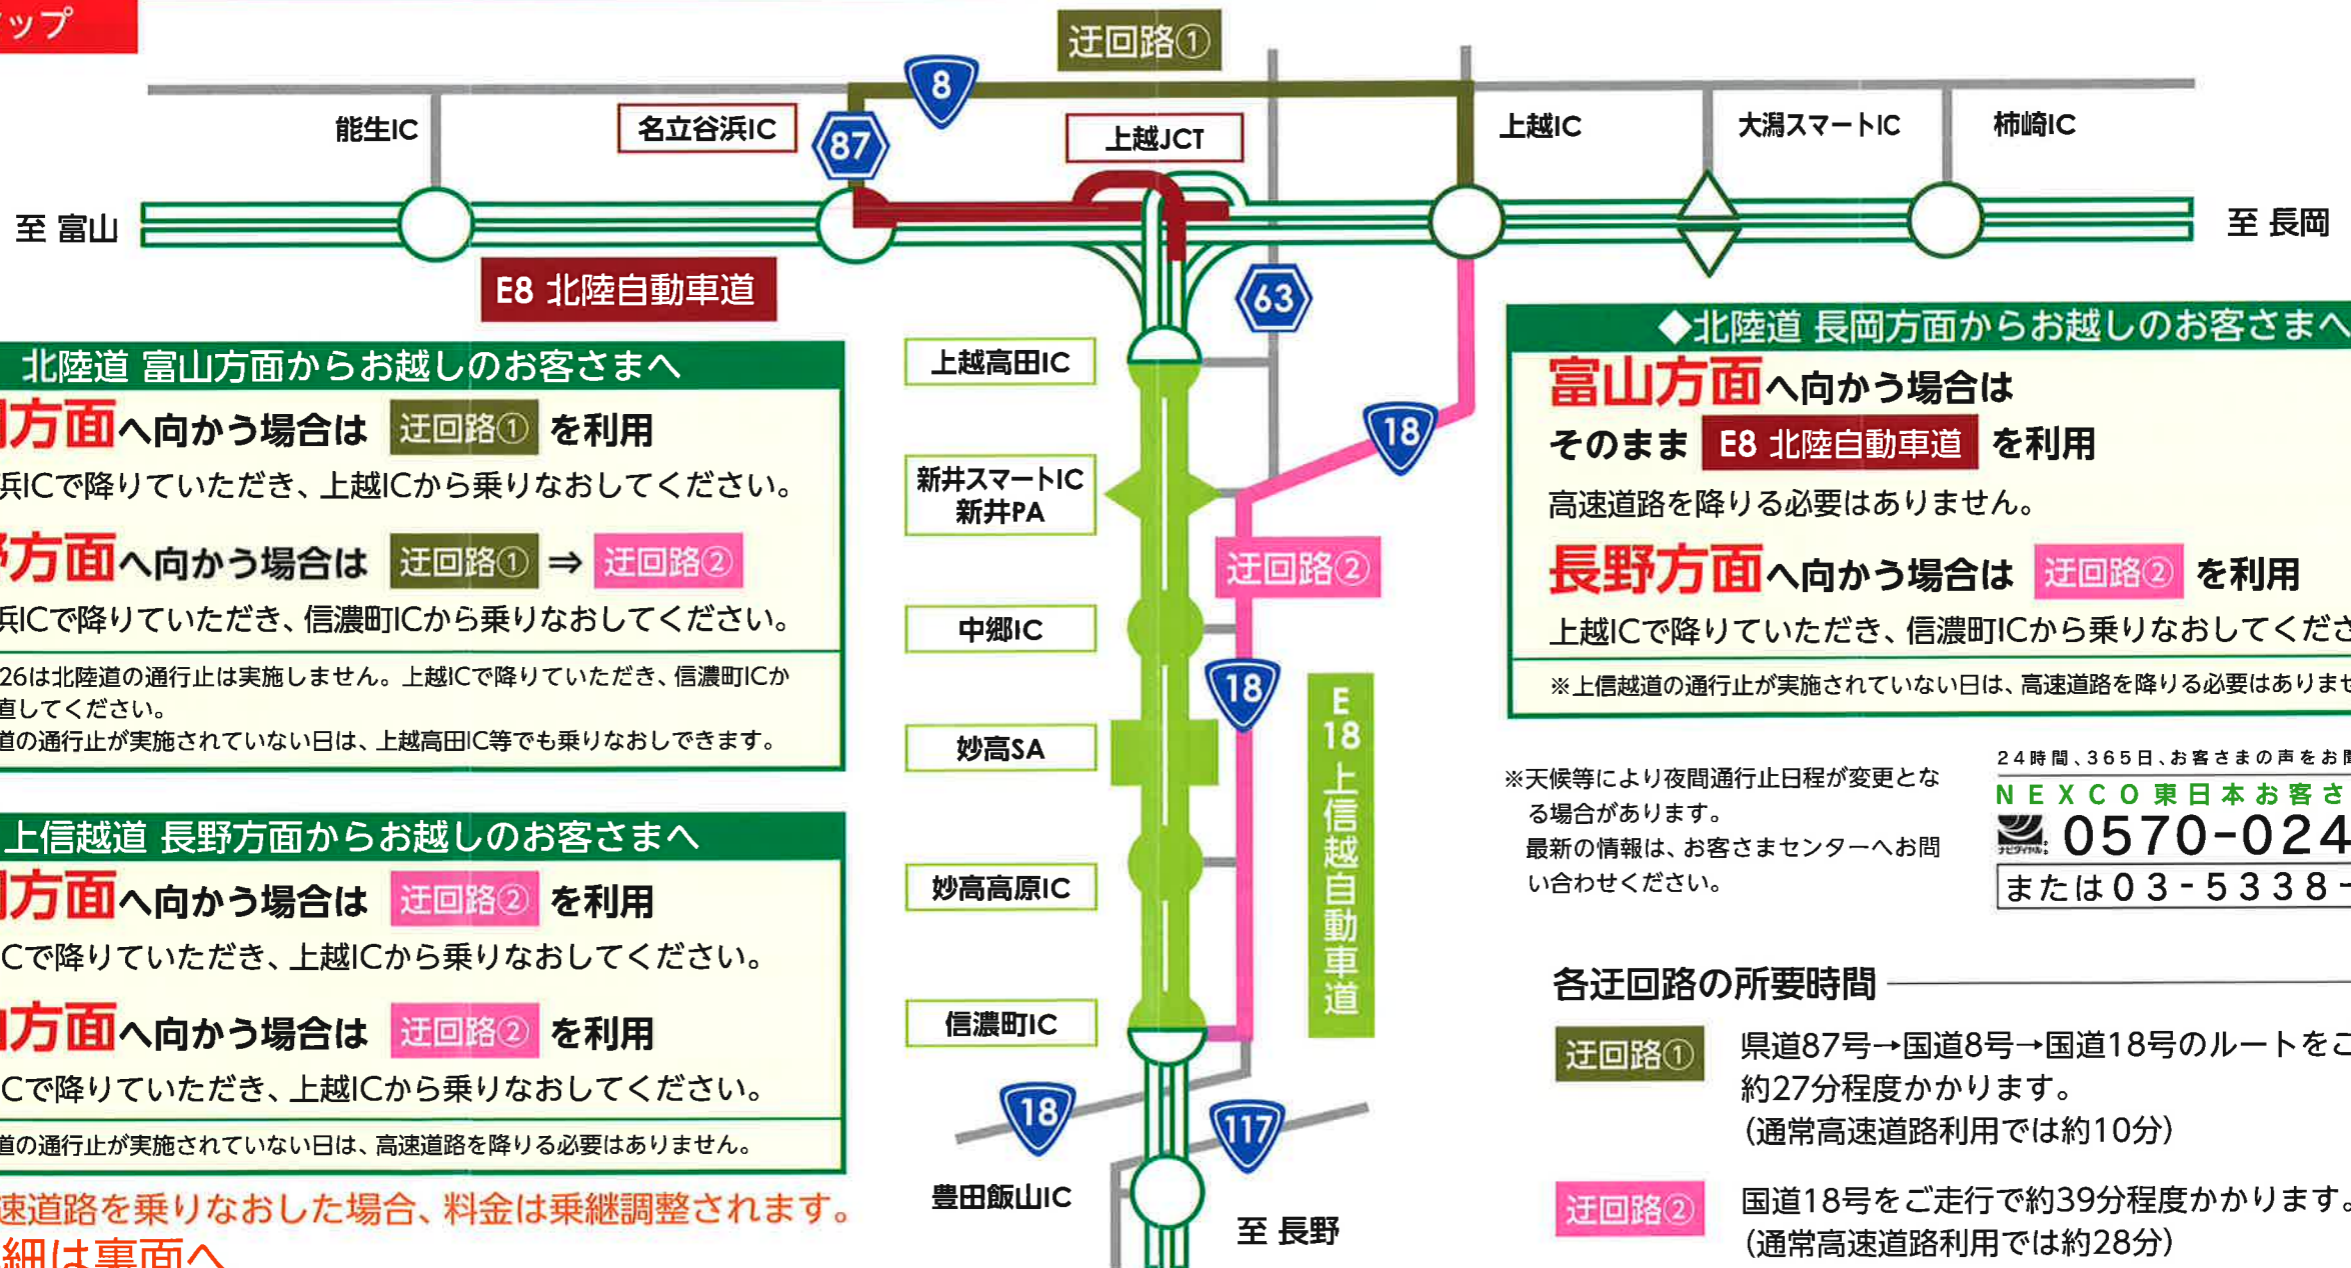 ップ
迂回路①
8
能生IC
名立谷浜IC
87
上越JCT
上越IC
大潟スマートIC
柿崎IC
至 富山
至 長岡
E8 北陸自動車道
63
北陸道 富山方面からお越しのお客さまへ
方面へ向かう場合は 迂回路① を利用
浜ICで降りていただき、上越ICから乗りなおしてください。
方面へ向かう場合は 迂回路① ⇒ 迂回路②
浜ICで降りていただき、信濃町ICから乗りなおしてください。
26は北陸道の通行止は実施しません。上越ICで降りていただき、信濃町ICか
直してください。
道の通行止が実施されていない日は、上越高田IC等でも乗りなおしできます。
上信越道 長野方面からお越しのお客さまへ
方面へ向かう場合は 迂回路② を利用
Cで降りていただき、上越ICから乗りなおしてください。
方面へ向かう場合は 迂回路② を利用
Cで降りていただき、上越ICから乗りなおしてください。
道の通行止が実施されていない日は、高速道路を降りる必要はありません。
速道路を乗りなおした場合、料金は乗継調整されます。
細は裏面へ
上越高田IC
新井スマートIC
新井PA
中郷IC
妙高SA
妙高高原IC
信濃町IC
豊田飯山IC
至 長野
18
迂回路②
18
E18 上信越自動車道
18
117
◆北陸道 長岡方面からお越しのお客さまへ
富山方面へ向かう場合は
そのまま E8 北陸自動車道 を利用
高速道路を降りる必要はありません。
長野方面へ向かう場合は 迂回路② を利用
上越ICで降りていただき、信濃町ICから乗りなおしてくださ
※上信越道の通行止が実施されていない日は、高速道路を降りる必要はありませ
※天候等により夜間通行止日程が変更とな
る場合があります。
最新の情報は、お客さまセンターへお問
い合わせください。
24時間、365日、お客さまの声をお聞
NEXCO東日本お客さ
ナビダイヤル
0570-024
または03-5338-
各迂回路の所要時間
迂回路① 県道87号→国道8号→国道18号のルートをご
約27分程度かかります。
(通常高速道路利用では約10分)
迂回路② 国道18号をご走行で約39分程度かかります。
(通常高速道路利用では約28分)